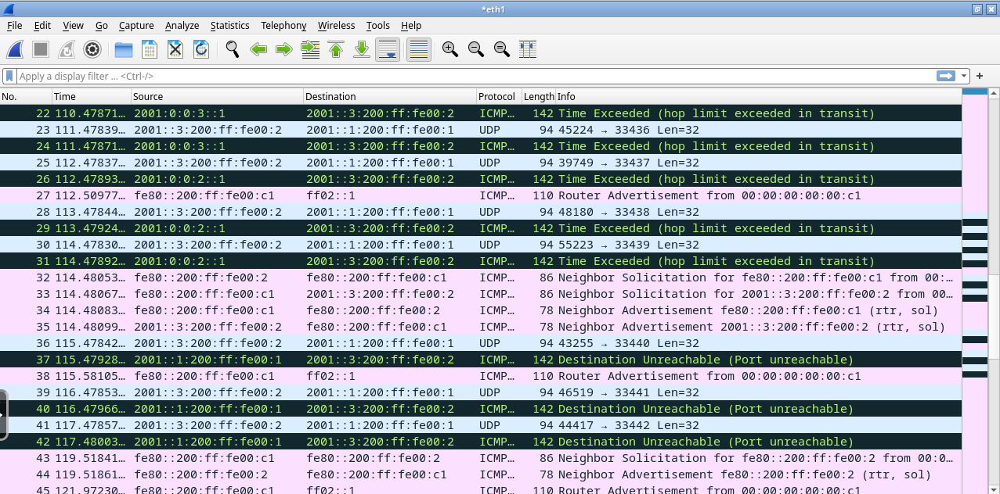 *eth1
File Edit View Go Capture Analyze Statistics Telephony Wireless Tools Help
Apply a display filter ... <Ctrl-/>
No. Time Source Destination Protocol Length Info
22 110.47871… 2001:0:0:3::1 2001::3:200:ff:fe00:2 ICMP… 142 Time Exceeded (hop limit exceeded in transit)
23 111.47839… 2001::3:200:ff:fe00:2 2001::1:200:ff:fe00:1 UDP 94 45224 → 33436 Len=32
24 111.47871… 2001:0:0:3::1 2001::3:200:ff:fe00:2 ICMP… 142 Time Exceeded (hop limit exceeded in transit)
25 112.47837… 2001::3:200:ff:fe00:2 2001::1:200:ff:fe00:1 UDP 94 39749 → 33437 Len=32
26 112.47893… 2001:0:0:2::1 2001::3:200:ff:fe00:2 ICMP… 142 Time Exceeded (hop limit exceeded in transit)
27 112.50977… fe80::200:ff:fe00:c1 ff02::1 ICMP… 110 Router Advertisement from 00:00:00:00:00:c1
28 113.47844… 2001::3:200:ff:fe00:2 2001::1:200:ff:fe00:1 UDP 94 48180 → 33438 Len=32
29 113.47924… 2001:0:0:2::1 2001::3:200:ff:fe00:2 ICMP… 142 Time Exceeded (hop limit exceeded in transit)
30 114.47830… 2001::3:200:ff:fe00:2 2001::1:200:ff:fe00:1 UDP 94 55223 → 33439 Len=32
31 114.47892… 2001:0:0:2::1 2001::3:200:ff:fe00:2 ICMP… 142 Time Exceeded (hop limit exceeded in transit)
32 114.48053… fe80::200:ff:fe00:2 fe80::200:ff:fe00:c1 ICMP… 86 Neighbor Solicitation for fe80::200:ff:fe00:c1 from 00:…
33 114.48067… fe80::200:ff:fe00:c1 2001::3:200:ff:fe00:2 ICMP… 86 Neighbor Solicitation for 2001::3:200:ff:fe00:2 from 00…
34 114.48083… fe80::200:ff:fe00:c1 fe80::200:ff:fe00:2 ICMP… 78 Neighbor Advertisement fe80::200:ff:fe00:c1 (rtr, sol)
35 114.48099… 2001::3:200:ff:fe00:2 fe80::200:ff:fe00:c1 ICMP… 78 Neighbor Advertisement 2001::3:200:ff:fe00:2 (rtr, sol)
36 115.47842… 2001::3:200:ff:fe00:2 2001::1:200:ff:fe00:1 UDP 94 43255 → 33440 Len=32
37 115.47928… 2001::1:200:ff:fe00:1 2001::3:200:ff:fe00:2 ICMP… 142 Destination Unreachable (Port unreachable)
38 115.58105… fe80::200:ff:fe00:c1 ff02::1 ICMP… 110 Router Advertisement from 00:00:00:00:00:c1
39 116.47853… 2001::3:200:ff:fe00:2 2001::1:200:ff:fe00:1 UDP 94 46519 → 33441 Len=32
40 116.47966… 2001::1:200:ff:fe00:1 2001::3:200:ff:fe00:2 ICMP… 142 Destination Unreachable (Port unreachable)
41 117.47857… 2001::3:200:ff:fe00:2 2001::1:200:ff:fe00:1 UDP 94 44417 → 33442 Len=32
42 117.48003… 2001::1:200:ff:fe00:1 2001::3:200:ff:fe00:2 ICMP… 142 Destination Unreachable (Port unreachable)
43 119.51841… fe80::200:ff:fe00:c1 fe80::200:ff:fe00:2 ICMP… 86 Neighbor Solicitation for fe80::200:ff:fe00:2 from 00:0…
44 119.51861… fe80::200:ff:fe00:2 fe80::200:ff:fe00:c1 ICMP… 78 Neighbor Advertisement fe80::200:ff:fe00:2 (rtr, sol)
45 121.97230… fe80::200:ff:fe00:c1 ff02::1 ICMP… 110 Router Advertisement from 00:00:00:00:00:c1